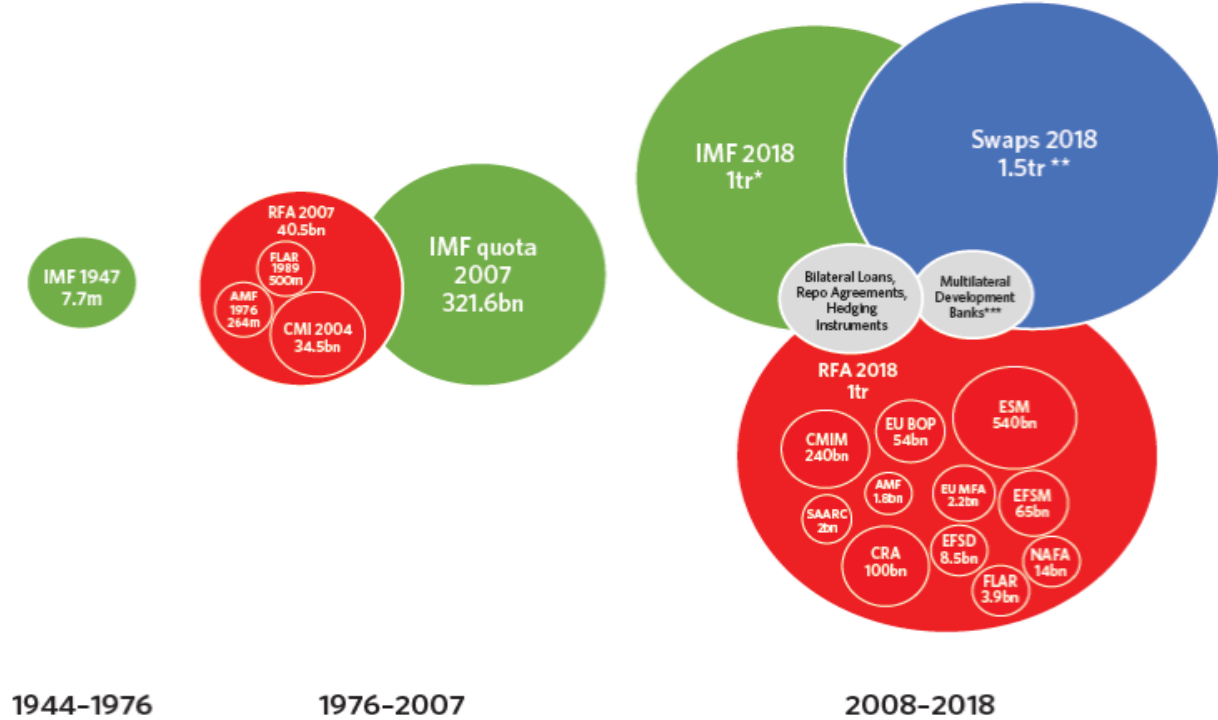 IMF 1947
7.7m
RFA 2007
40.5bn
FLAR
1989
500m
AMF
1976
264m
CMI 2004
34.5bn
IMF quota
2007
321.6bn
IMF 2018
1tr*
Swaps 2018
1.5tr **
Bilateral Loans,
Repo Agreements,
Hedging
Instruments
Multilateral
Development
Banks***
RFA 2018
1tr
CMIM
240bn
EU BOP
54bn
ESM
540bn
AMF
1.8bn
EU MFA
2.2bn
EFSM
65bn
SAARC
2bn
CRA
100bn
EFSD
8.5bn
NAFA
14bn
FLAR
3.9bn
1944–1976
1976–2007
2008–2018